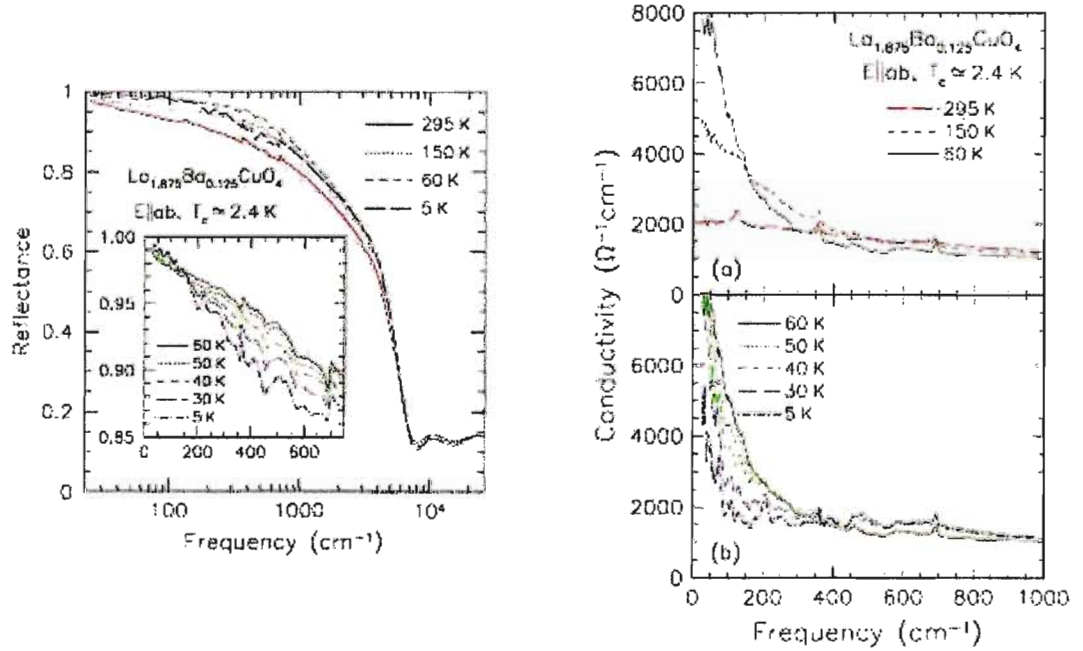 Reflectance
1
0.8
0.6
0.4
0.2
0
La₁.₈₇₅Ba₀.₁₂₅CuO₄
E||ab, T_c ≃ 2.4 K
295 K
150 K
60 K
5 K
1.00
0.95
0.90
0.85
60 K
50 K
40 K
30 K
5 K
0 200 400 600
100 1000 10⁴
Frequency (cm⁻¹)
Conductivity (Ω⁻¹cm⁻¹)
8000
6000
4000
2000
0
La₁.₈₇₅Ba₀.₁₂₅CuO₄
E||ab, T_c ≃ 2.4 K
295 K
150 K
60 K
(a)
6000
4000
2000
0
60 K
50 K
40 K
30 K
5 K
(b)
0 200 400 600 800 1000
Frequency (cm⁻¹)